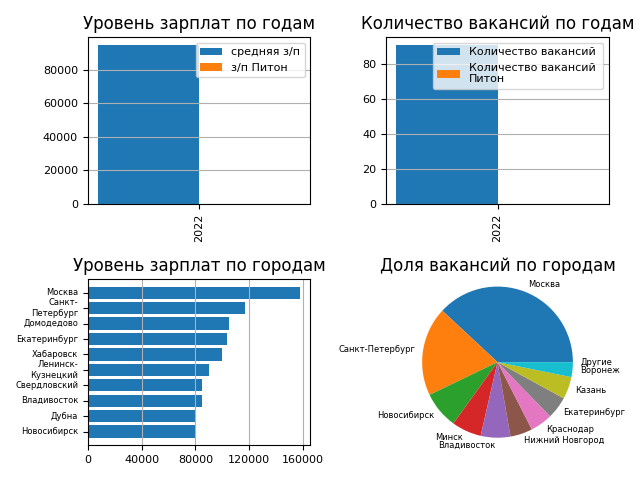 Уровень зарплат по годам
80000
60000
40000
20000
0
средняя з/п
з/п Питон
2022
Количество вакансий по годам
80
60
40
20
0
Количество вакансий
Количество вакансий
Питон
2022
Уровень зарплат по городам
Москва
Санкт-
Петербург
Домодедово
Екатеринбург
Хабаровск
Ленинск-
Кузнецкий
Свердловский
Владивосток
Дубна
Новосибирск
0
40000
80000
120000
160000
Доля вакансий по городам
Москва
Санкт-Петербург
Новосибирск
Минск
Владивосток
Нижний Новгород
Краснодар
Екатеринбург
Казань
Воронеж
Другие